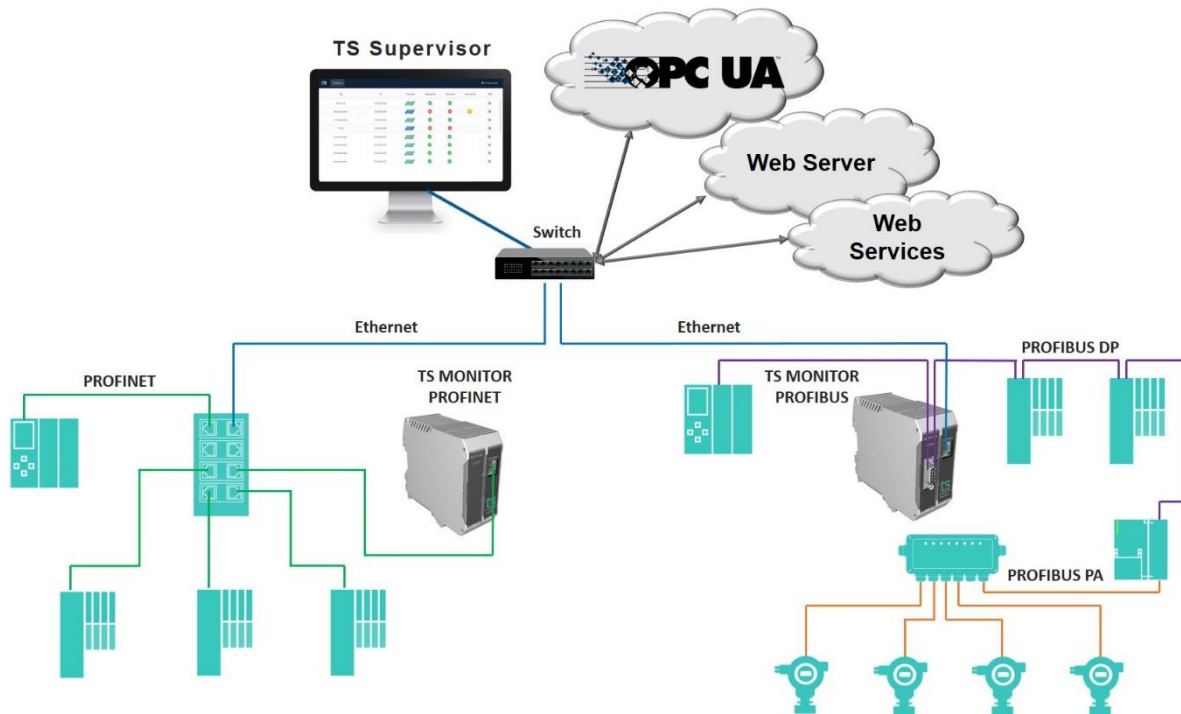 TS Supervisor
OPC UA
Web Server
Web
Services
Switch
Ethernet
Ethernet
PROFINET
TS MONITOR
PROFINET
TS MONITOR
PROFIBUS
PROFIBUS DP
PROFIBUS PA